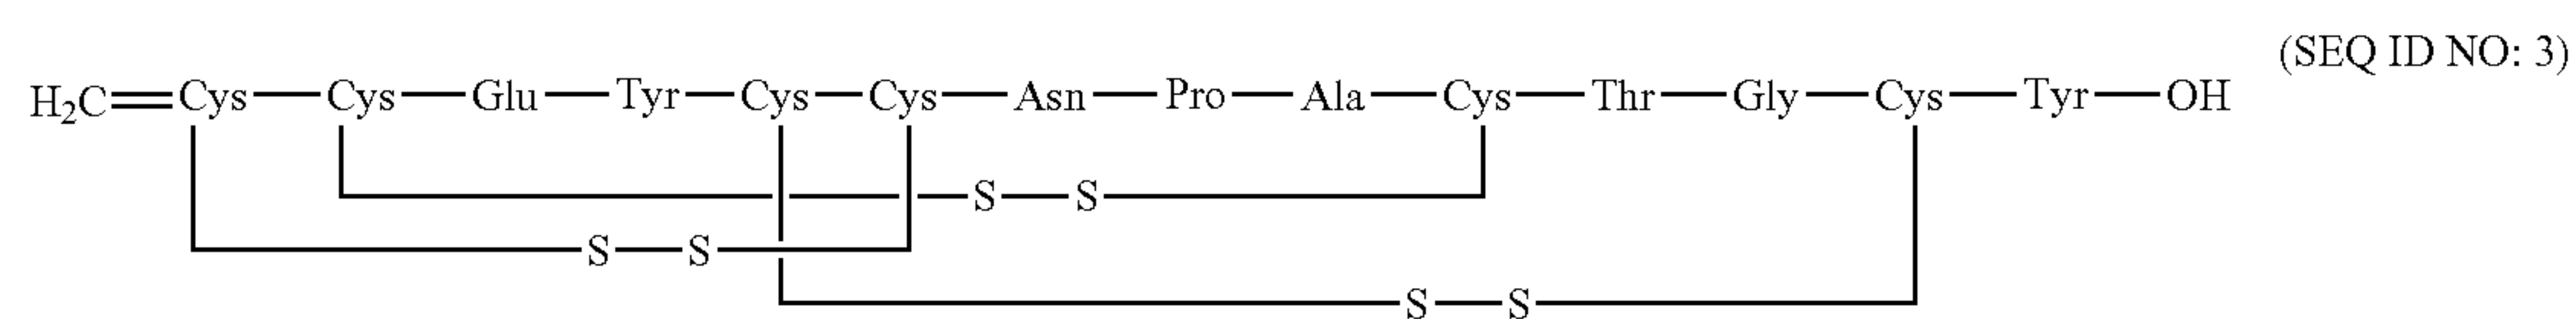 (SEQ ID NO: 3)
H₂C=Cys—Cys—Glu—Tyr—Cys—Cys—Asn—Pro—Ala—Cys—Thr—Gly—Cys—Tyr—OH
S—S
S—S
S—S